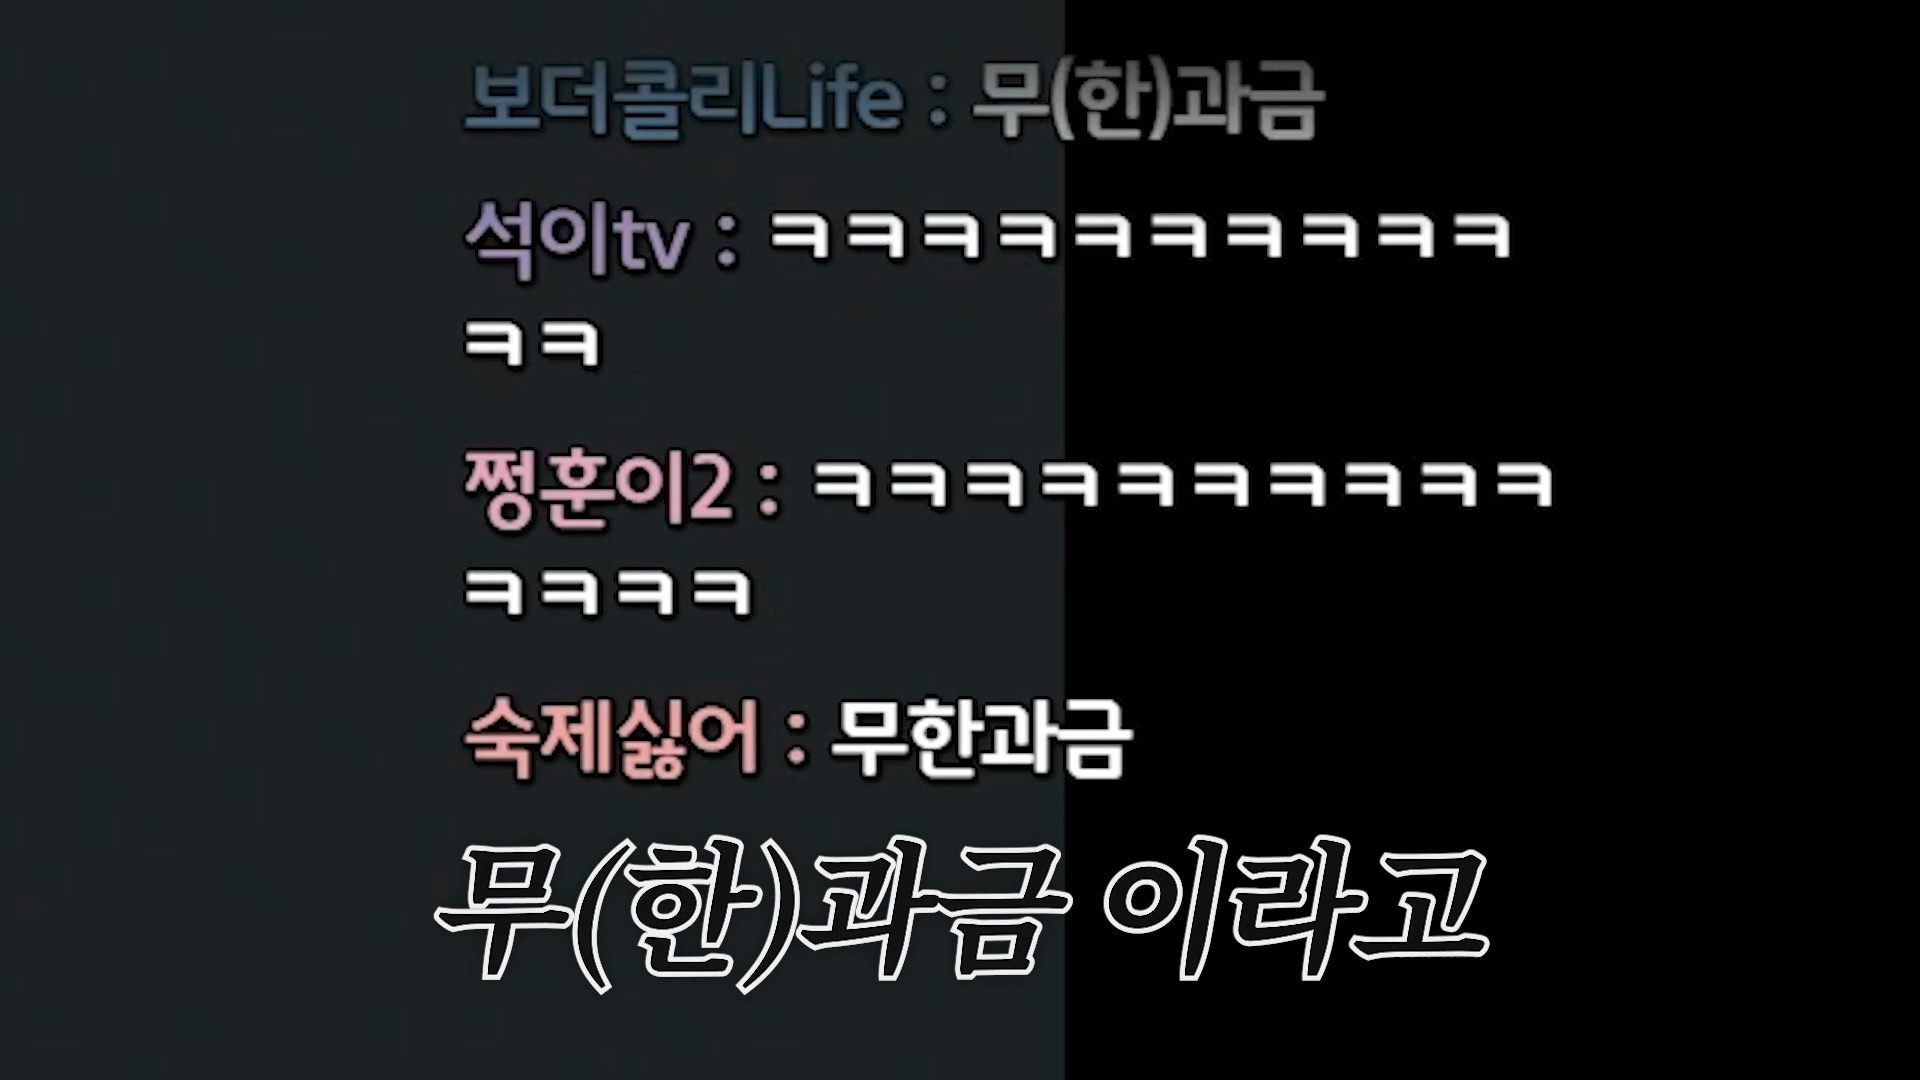 보더콜리Life : 무(한)과금
석이tv : ㅋㅋㅋㅋㅋㅋㅋㅋㅋㅋ
ㅋㅋ
쩡훈이2 : ㅋㅋㅋㅋㅋㅋㅋㅋㅋㅋ
ㅋㅋㅋㅋ
숙제싫어 : 무한과금
무(한)과금 이라고